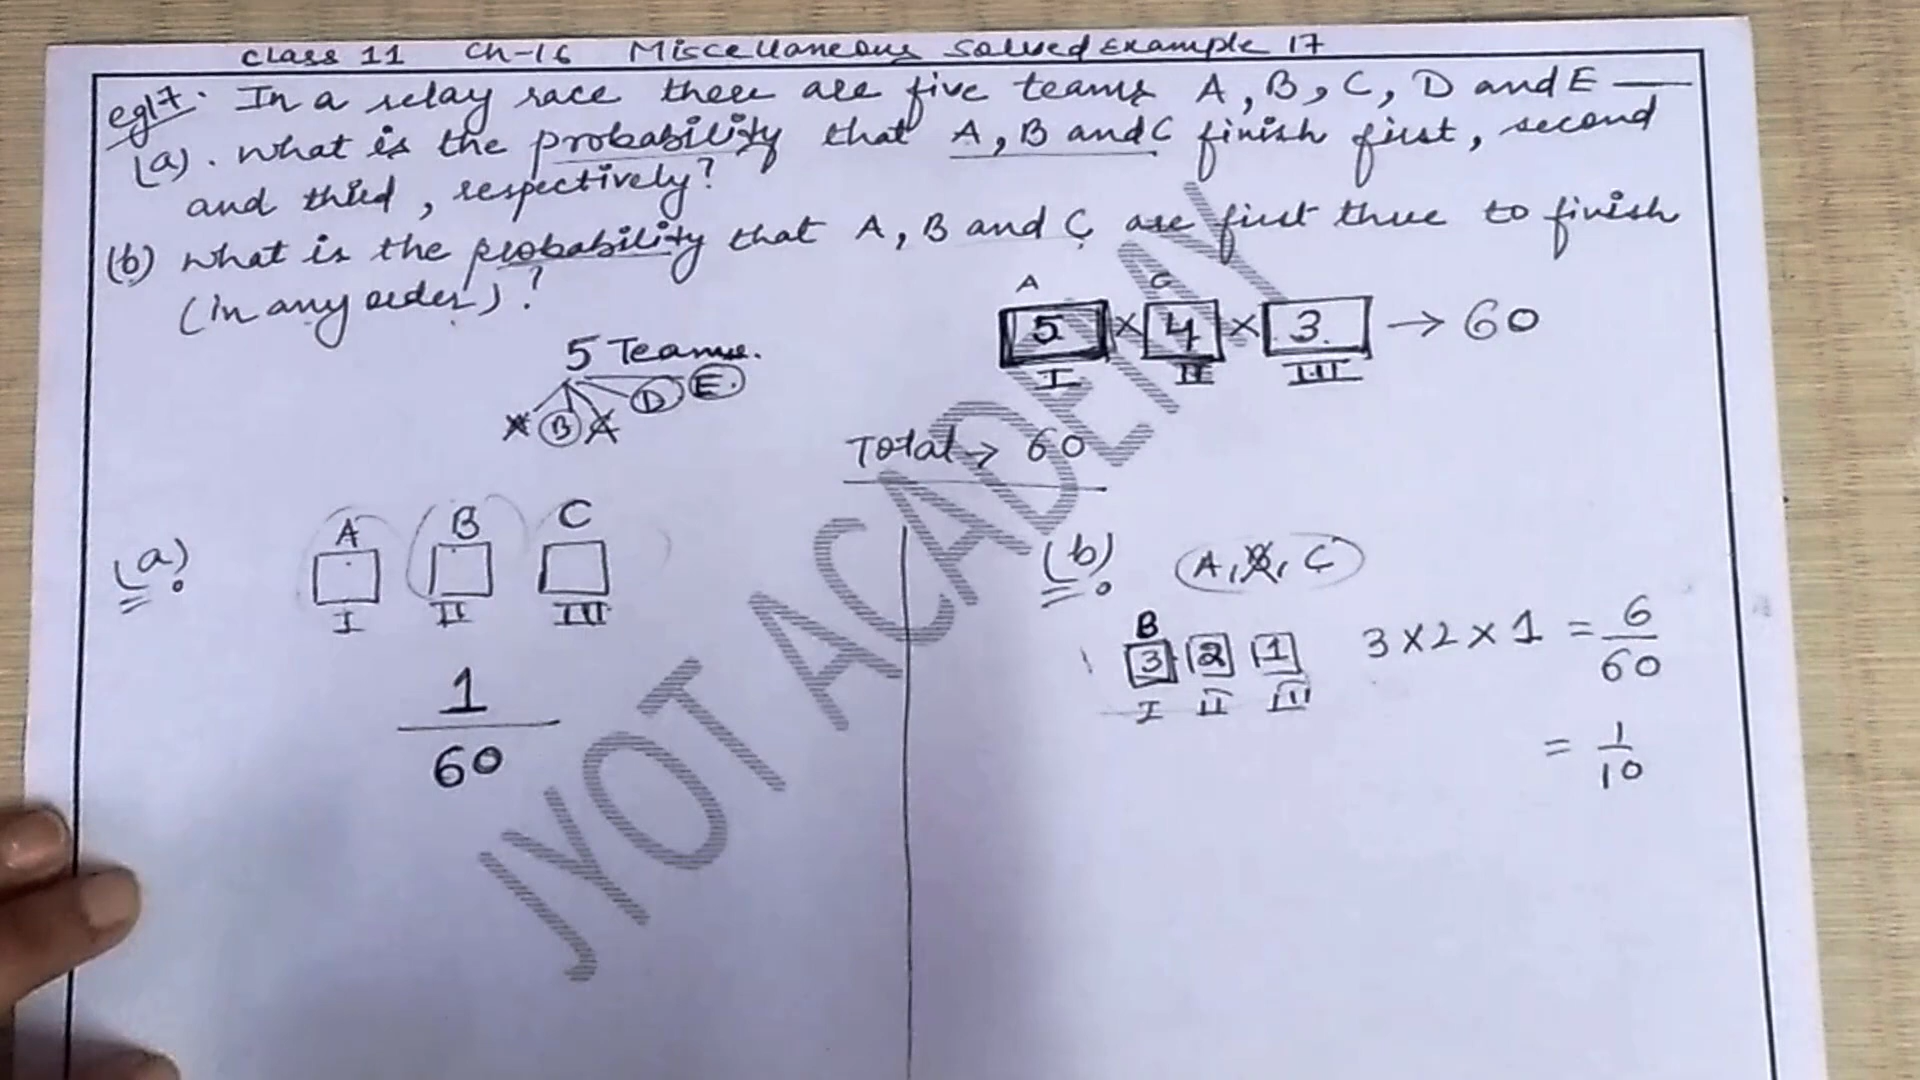 Class 11 Ch-16 Miscellaneous Solved Example 17
eg17. In a relay race there are five teams A, B, C, D and E —
(a). What is the probability that A, B and C finish first, second
and third, respectively?
(b) What is the probability that A, B and C are first three to finish
(in any order)?
A C
5 × 4 × 3 → 60
I II III
5 Teams.
A B C D E
Total → 60
(a).
A B C
I II III
1
60
(b).
A, B, C
B
3 2 1
I II III
3 × 2 × 1 = 6/60
= 1/10
JYOT ACADEMY